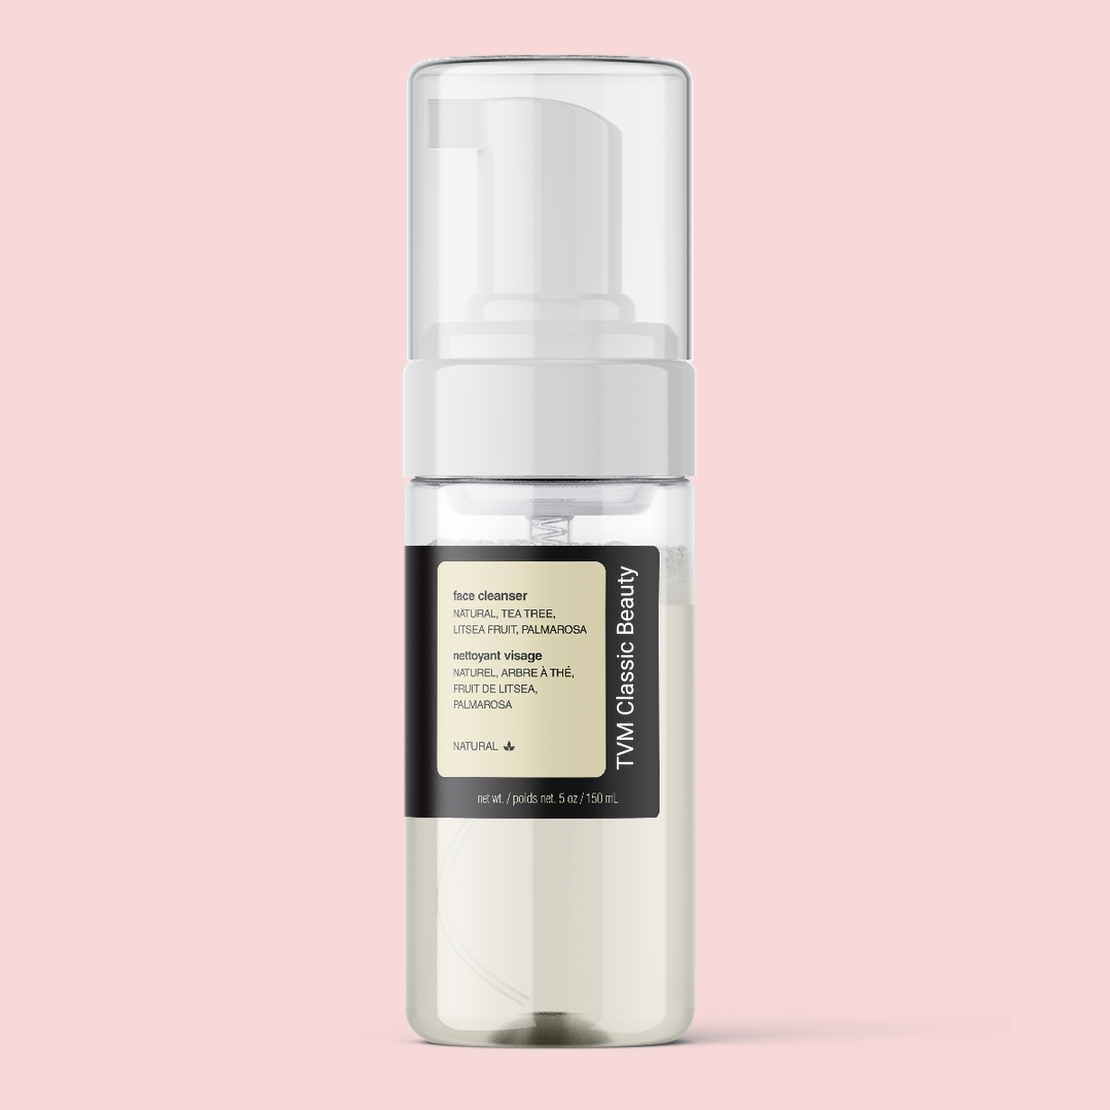 face cleanser
NATURAL, TEA TREE,
LITSEA FRUIT, PALMAROSA
nettoyant visage
NATUREL, ARBRE À THÉ,
FRUIT DE LITSEA,
PALMAROSA
NATURAL
net wt. / poids net. 5 oz / 150 mL
TVM Classic Beauty